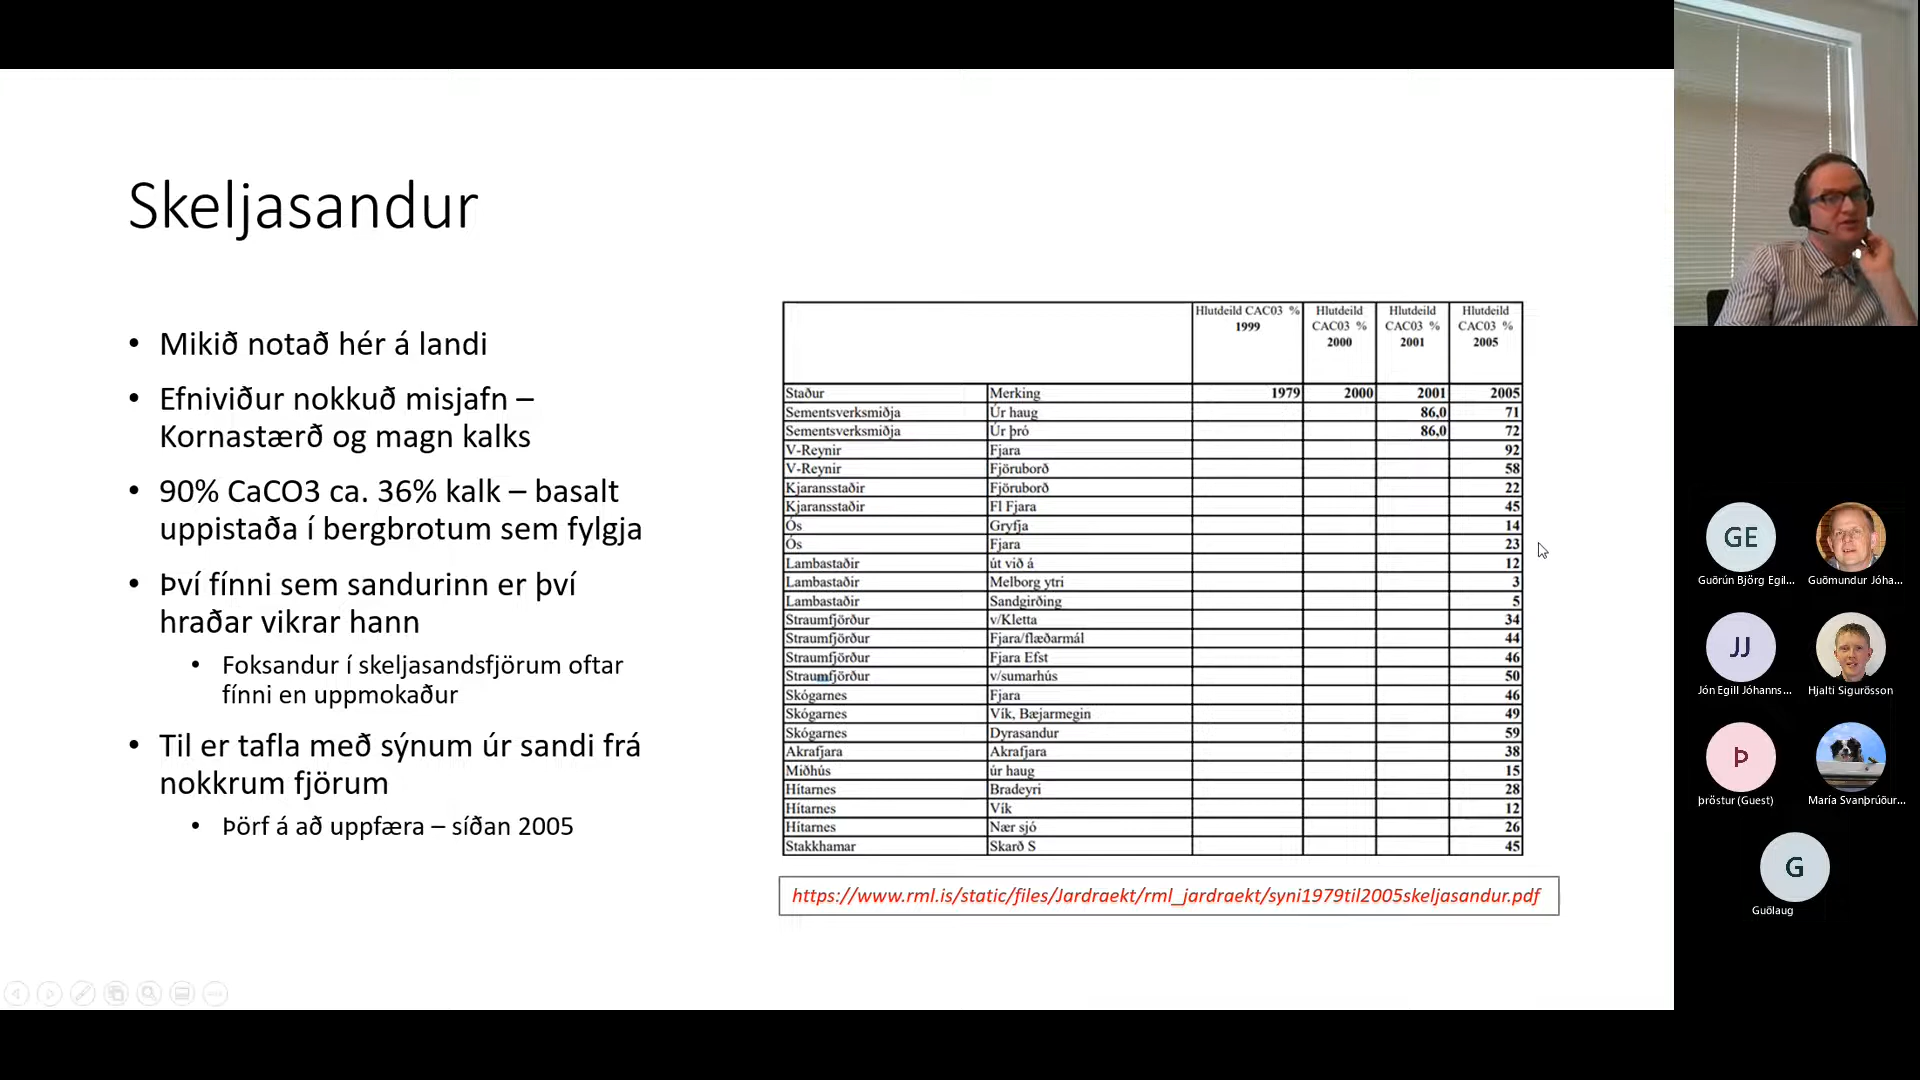 Skeljasandur
• Mikið notað hér á landi
• Efniviður nokkuð misjafn –
Kornastærð og magn kalks
• 90% CaCO3 ca. 36% kalk – basalt
uppistaða í bergbrotum sem fylgja
• Því fínni sem sandurinn er því
hraðar vikrar hann
• Foksandur í skeljasandsfjörum oftar
fínni en uppmokaður
• Til er tafla með sýnum úr sandi frá
nokkrum fjörum
• Þörf á að uppfæra – síðan 2005
Hlutdeild CAC03 % 1999 Hlutdeild CAC03 % 2000 Hlutdeild CAC03 % 2001 Hlutdeild CAC03 % 2005
Staður Merking 1979 2000 2001 2005
Sementsverksmiðja Úr haug 86,0 71
Sementsverksmiðja Úr þró 86,0 72
V-Reynir Fjara 92
V-Reynir Fjöruborð 58
Kjaransstaðir Fjöruborð 22
Kjaransstaðir Fl Fjara 45
Ós Gryfja 14
Ós Fjara 23
Lambastaðir út við á 12
Lambastaðir Melborg ytri 3
Lambastaðir Sandgirðing 5
Straumfjörður v/Kletta 34
Straumfjörður Fjara/flæðarmál 44
Straumfjörður Fjara Efst 46
Straumfjörður v/sumarhús 50
Skógarnes Fjara 46
Skógarnes Vík, Bæjarmegin 49
Skógarnes Dyrasandur 59
Akrafjara Akrafjara 38
Miðhús úr haug 15
Hítarnes Bradeyri 28
Hítarnes Vík 12
Hítarnes Nær sjó 26
Stakkhamar Skarð S 45
https://www.rml.is/static/files/Jardraekt/rml_jardraekt/syni1979til2005skeljasandur.pdf
GE
Guðrún Björg Egil... Guðmundur Jóha...
JJ
Jón Egill Jóhanns... Hjalti Sigurðsson
Þ
þröstur (Guest) María Svanþrúður...
G
Guðlaug